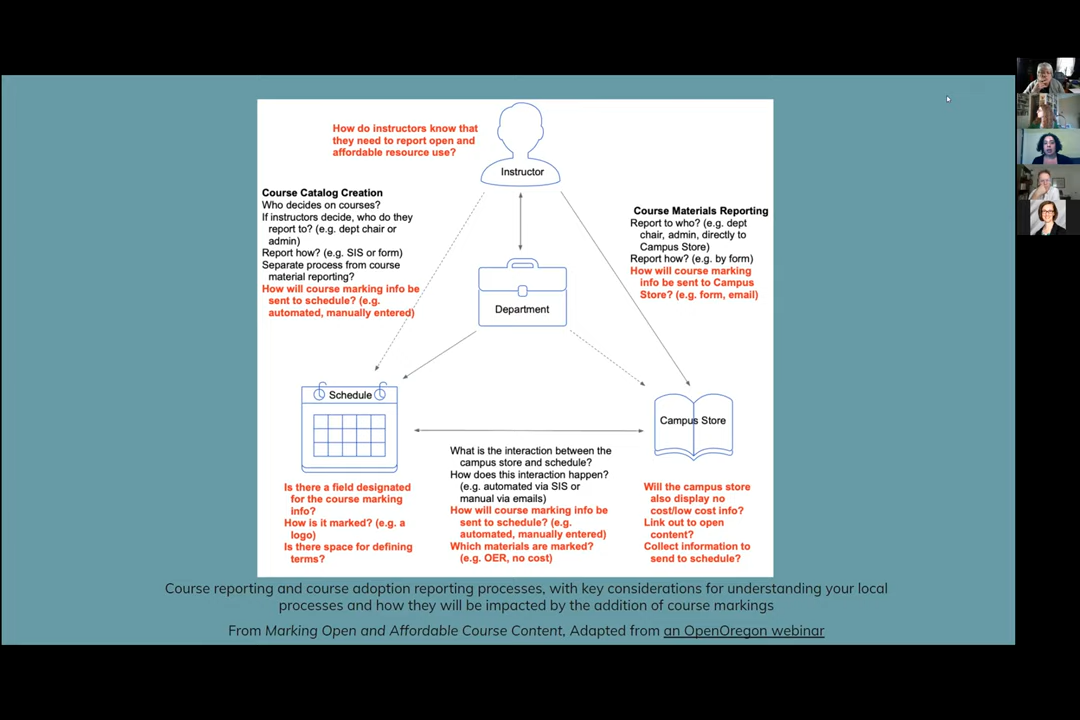 How do instructors know that
they need to report open and
affordable resource use?
Instructor
Course Catalog Creation
Who decides on courses?
If instructors decide, who do they
report to? (e.g. dept chair or
admin)
Report how? (e.g. SIS or form)
Separate process from course
material reporting?
How will course marking info be
sent to schedule? (e.g.
automated, manually entered)
Course Materials Reporting
Report to who? (e.g. dept
chair, admin, directly to
Campus Store)
Report how? (e.g. by form)
How will course marking
info be sent to Campus
Store? (e.g. form, email)
Department
Schedule
Campus Store
Is there a field designated
for the course marking
info?
How is it marked? (e.g. a
logo)
Is there space for defining
terms?
What is the interaction between the
campus store and schedule?
How does this interaction happen?
(e.g. automated via SIS or
manual via emails)
How will course marking info be
sent to schedule? (e.g.
automated, manually entered)
Which materials are marked?
(e.g. OER, no cost)
Will the campus store
also display no
cost/low cost info?
Link out to open
content?
Collect information to
send to schedule?
Course reporting and course adoption reporting processes, with key considerations for understanding your local
processes and how they will be impacted by the addition of course markings
From Marking Open and Affordable Course Content, Adapted from an OpenOregon webinar